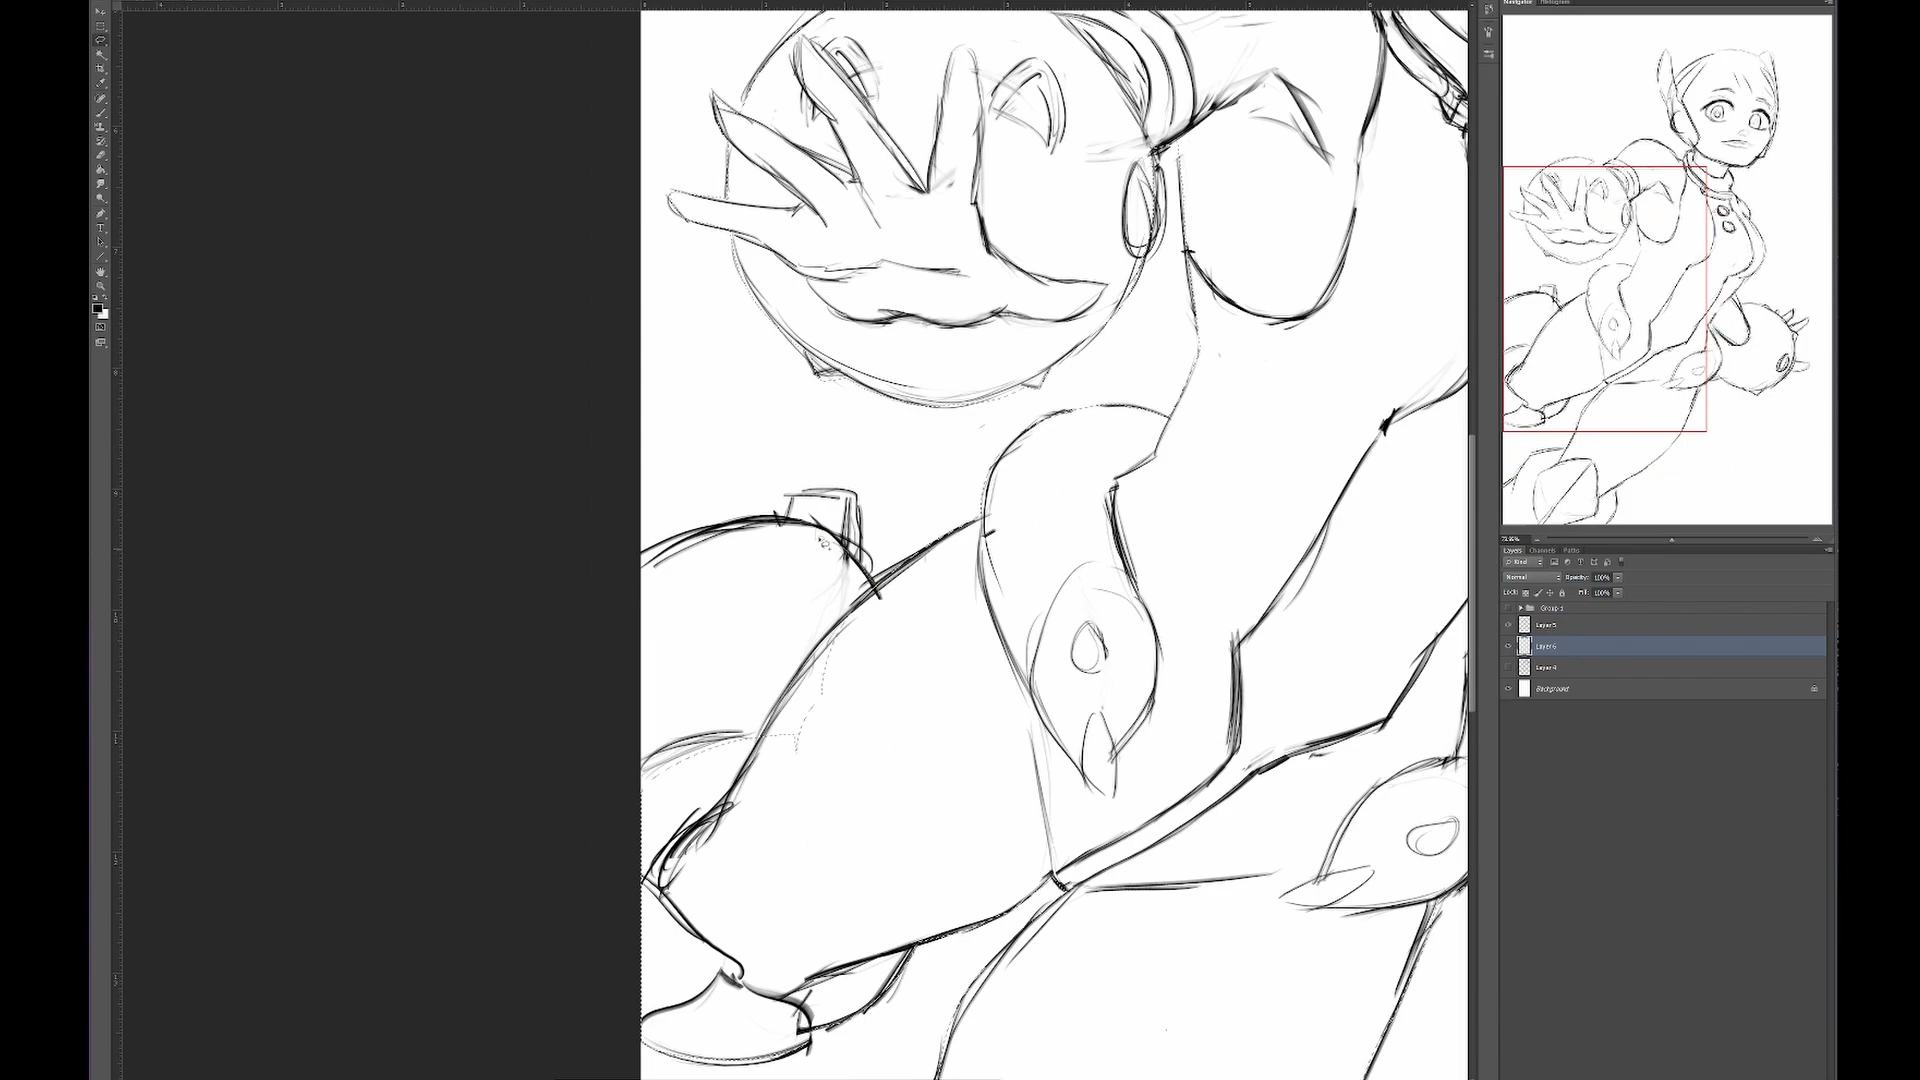 Navigator Histogram
Layers Channels Paths
Kind
Normal Opacity: 100%
Lock: Fill: 100%
Group 1
Layer 5
Layer 6
Layer 4
Background